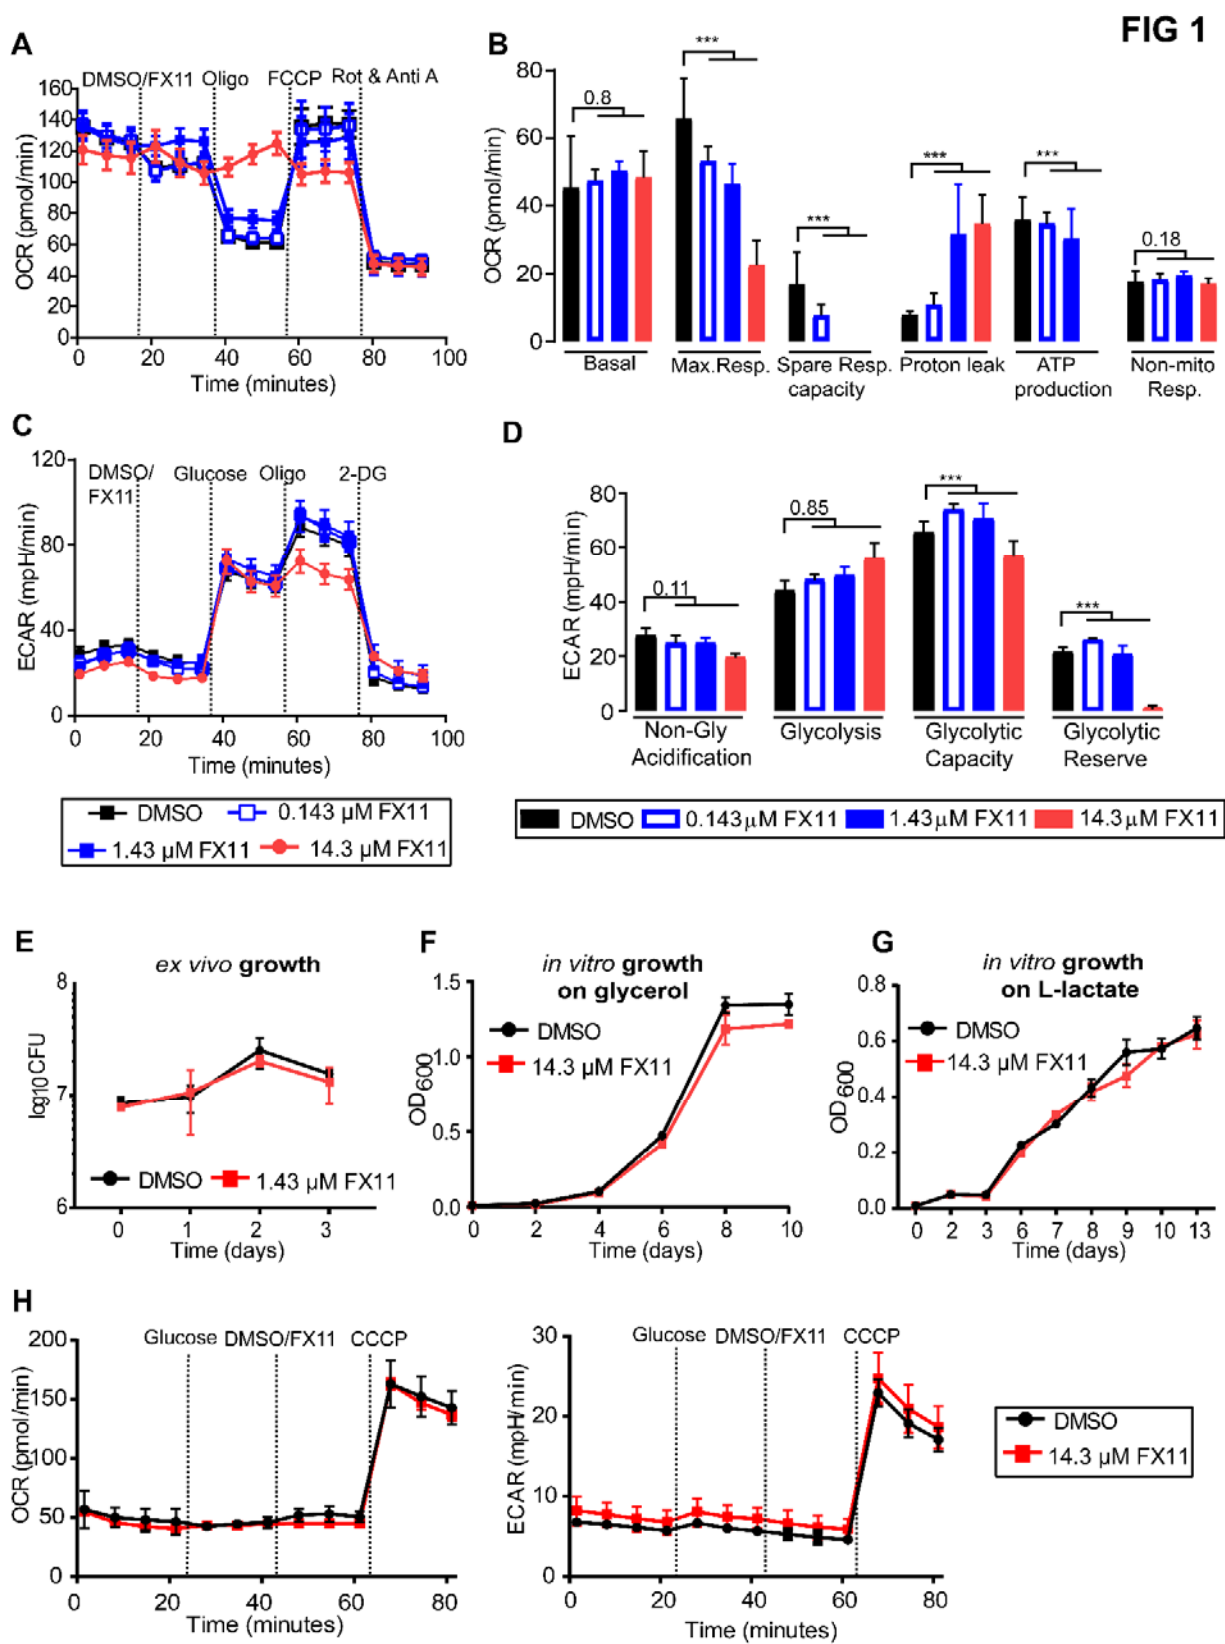 FIG 1
A
DMSO/FX11 Oligo FCCP Rot & Anti A
OCR (pmol/min)
160
140
120
100
80
60
40
20
0
0 20 40 60 80 100
Time (minutes)
B
OCR (pmol/min)
80
60
40
20
0
0.8
***
***
***
***
0.18
Basal Max.Resp. Spare Resp. Proton leak ATP Non-mito
capacity production Resp.
C
DMSO/ Glucose Oligo 2-DG
FX11
ECAR (mpH/min)
120
80
40
0
0 20 40 60 80 100
Time (minutes)
DMSO 0.143 µM FX11
1.43 µM FX11 14.3 µM FX11
D
ECAR (mpH/min)
80
60
40
20
0
0.11
0.85
***
***
Non-Gly Glycolysis Glycolytic Glycolytic
Acidification Capacity Reserve
DMSO 0.143µM FX11 1.43µM FX11 14.3µM FX11
E
ex vivo growth
log10 CFU
8
7
6
DMSO 1.43 µM FX11
0 1 2 3
Time (days)
F
in vitro growth
on glycerol
DMSO
14.3 µM FX11
OD600
1.5
1.0
0.5
0.0
0 2 4 6 8 10
Time (days)
G
in vitro growth
on L-lactate
DMSO
14.3 µM FX11
OD600
0.8
0.6
0.4
0.2
0.0
0 2 3 6 7 8 9 10 13
Time (days)
H
Glucose DMSO/FX11 CCCP
OCR (pmol/min)
200
150
100
50
0
0 20 40 60 80
Time (minutes)
Glucose DMSO/FX11 CCCP
ECAR (mpH/min)
30
20
10
0
0 20 40 60 80
Time (minutes)
DMSO
14.3 µM FX11